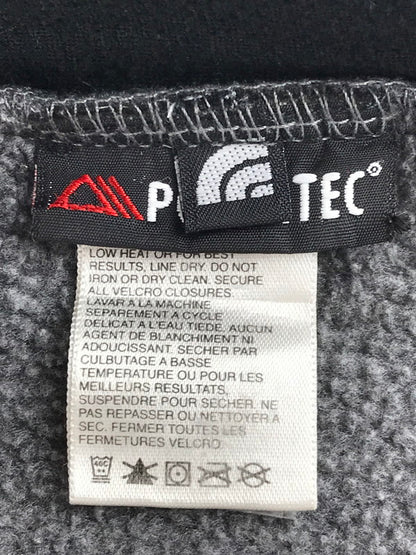 P TEC
LOW HEAT OR FOR BEST
RESULTS, LINE DRY. DO NOT
IRON OR DRY CLEAN. SECURE
ALL VELCRO CLOSURES.
LAVAR A LA MACHINE
SEPAREMENT A CYCLE
DELICAT A L'EAU TIEDE. AUCUN
AGENT DE BLANCHIMENT NI
ADOUCISSANT. SECHER PAR
CULBUTAGE A BASSE
TEMPERATURE OU POUR LES
MEILLEURS RESULTATS,
SUSPENDRE POUR SECHER. NE
PAS REPASSER OU NETTOYER A
SEC. FERMER TOUTES LES
FERMETURES VELCRO.
40C